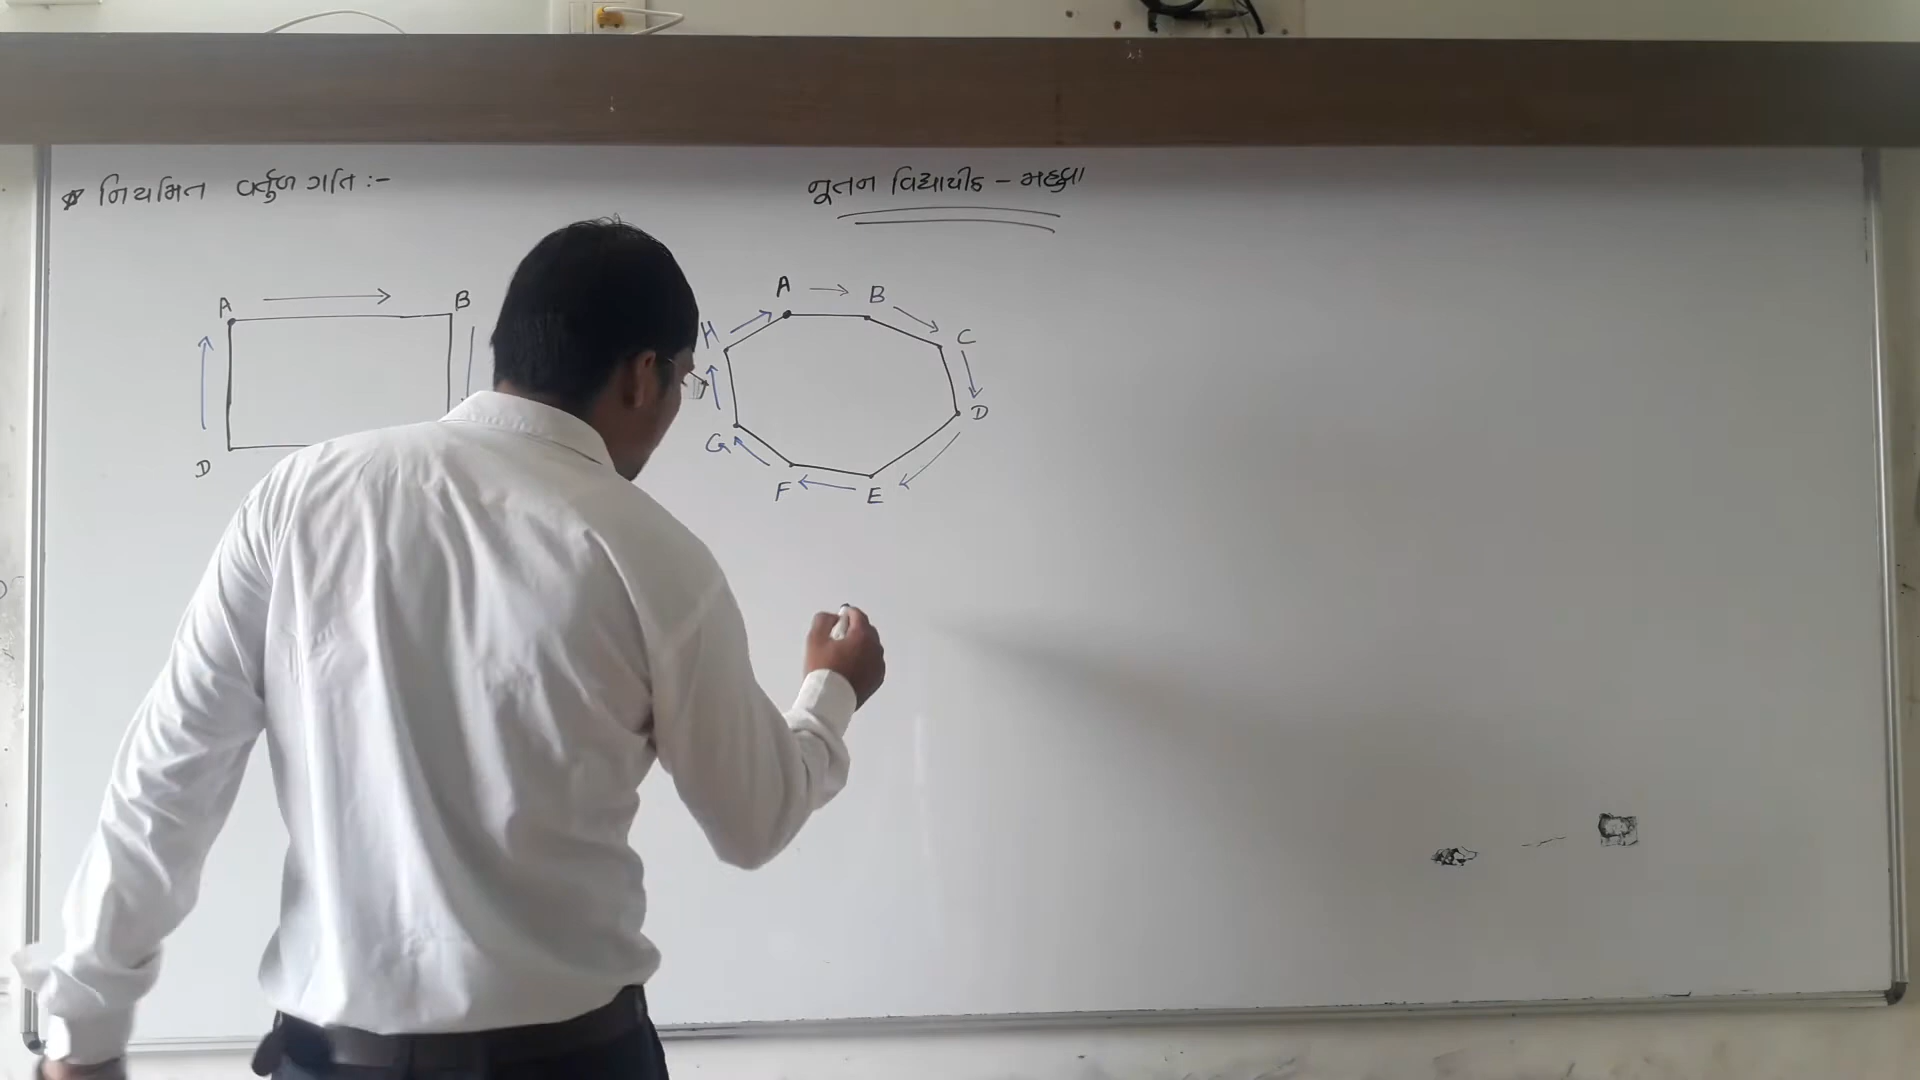 * નિયમિત વર્તુળ ગતિ :-
નૂતન વિદ્યાપીઠ - મહુવા
A B
D
A B
H C
G D
F E